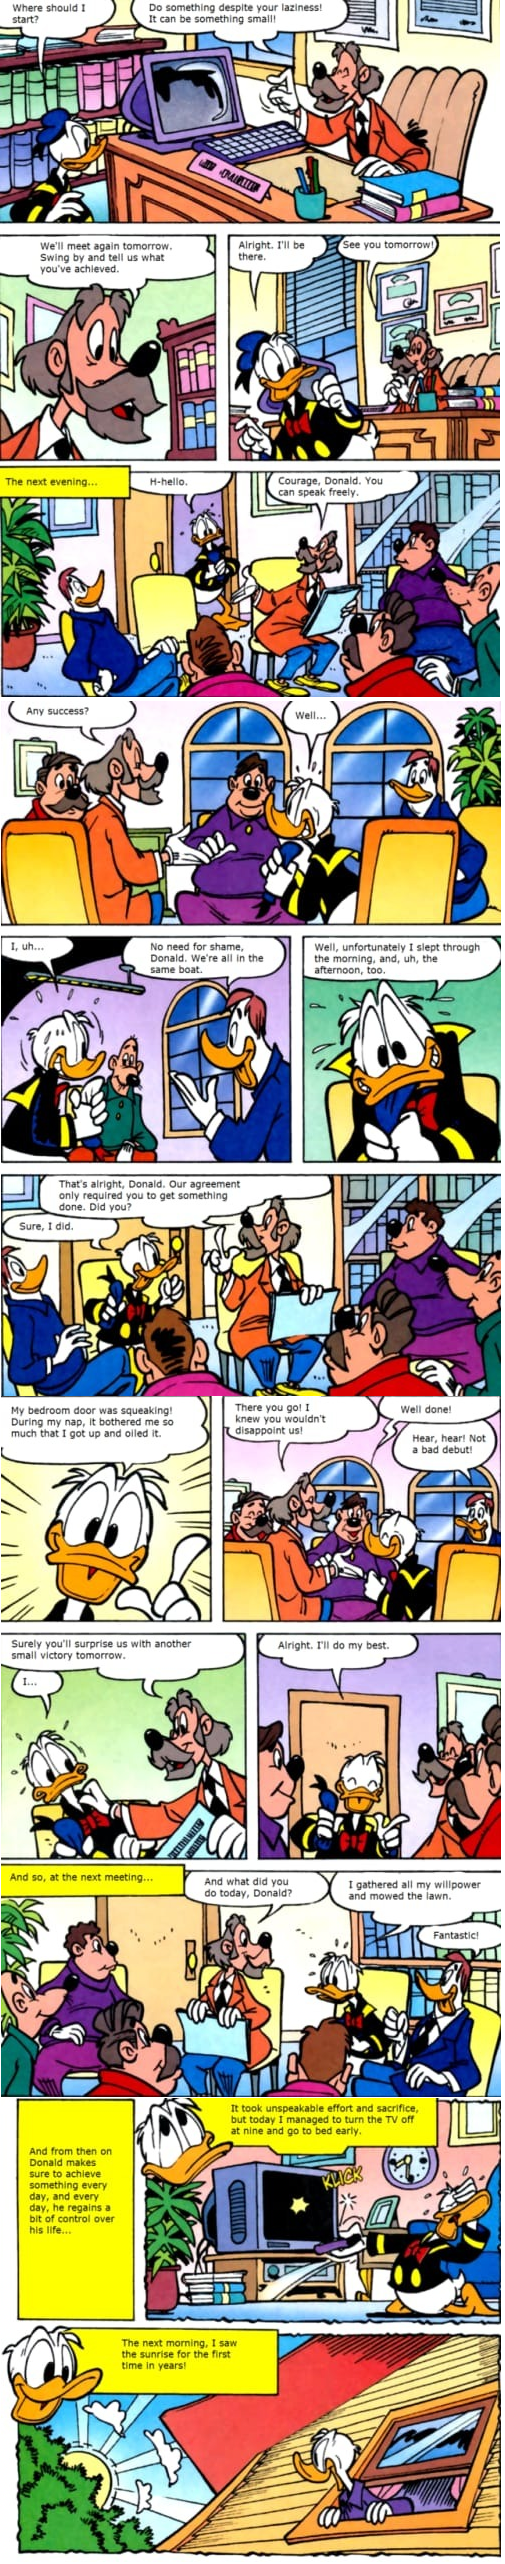 Where should I
start?
Do something despite your laziness!
It can be something small!
We'll meet again tomorrow.
Swing by and tell us what
you've achieved.
Alright. I'll be
there.
See you tomorrow!
The next evening...
H-hello.
Courage, Donald. You
can speak freely.
Any success?
Well...
I, uh...
No need for shame,
Donald. We're all in the
same boat.
Well, unfortunately I slept through
the morning, and, uh, the
afternoon, too.
That's alright, Donald. Our agreement
only required you to get something
done. Did you?
Sure, I did.
My bedroom door was squeaking!
During my nap, it bothered me so
much that I got up and oiled it.
There you go! I
knew you wouldn't
disappoint us!
Well done!
Hear, hear! Not
a bad debut!
Surely you'll surprise us with another
small victory tomorrow.
I...
Alright. I'll do my best.
And so, at the next meeting...
And what did you
do today, Donald?
I gathered all my willpower
and mowed the lawn.
Fantastic!
And from then on
Donald makes
sure to achieve
something every
day, and every
day, he regains a
bit of control over
his life...
It took unspeakable effort and sacrifice,
but today I managed to turn the TV off
at nine and go to bed early.
KLICK
The next morning, I saw
the sunrise for the first
time in years!